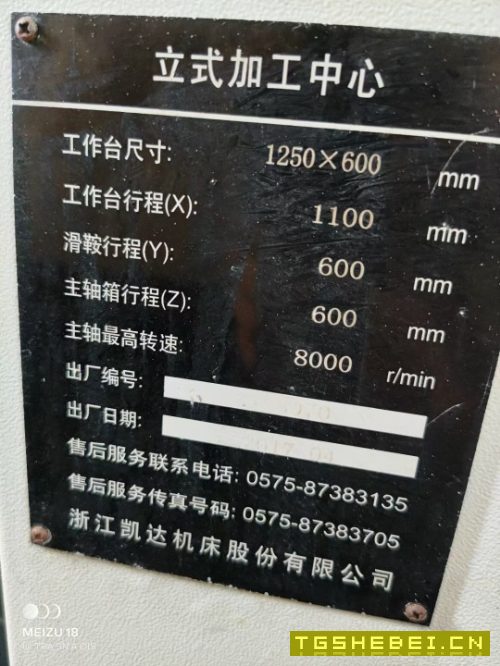 立式加工中心
工作台尺寸: 1250×600 mm
工作台行程(X): 1100 mm
滑鞍行程(Y): 600 mm
主轴箱行程(Z): 600 mm
主轴最高转速: 8000 r/min
出厂编号:
出厂日期: 2017.04
售后服务联系电话: 0575-87383135
售后服务传真号码: 0575-87383705
浙江凯达机床股份有限公司
MEIZU 18
TGSHEBEI.CN